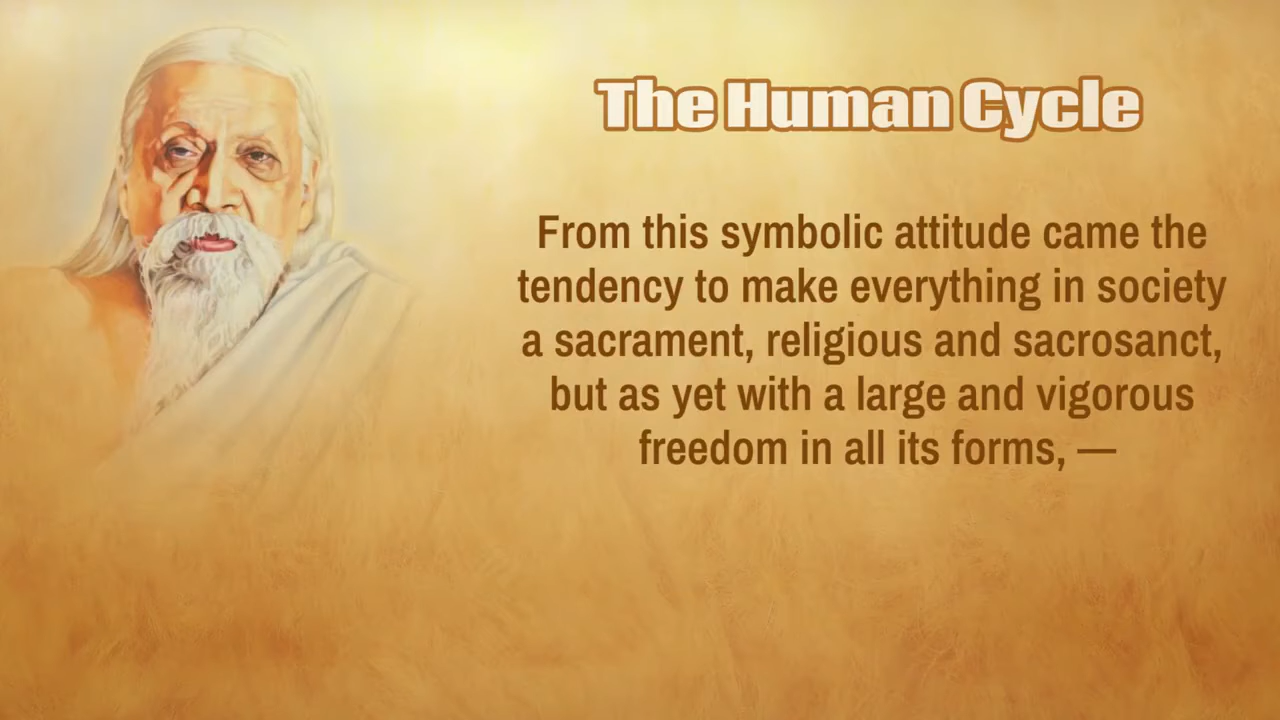 The Human Cycle
From this symbolic attitude came the
tendency to make everything in society
a sacrament, religious and sacrosanct,
but as yet with a large and vigorous
freedom in all its forms, —